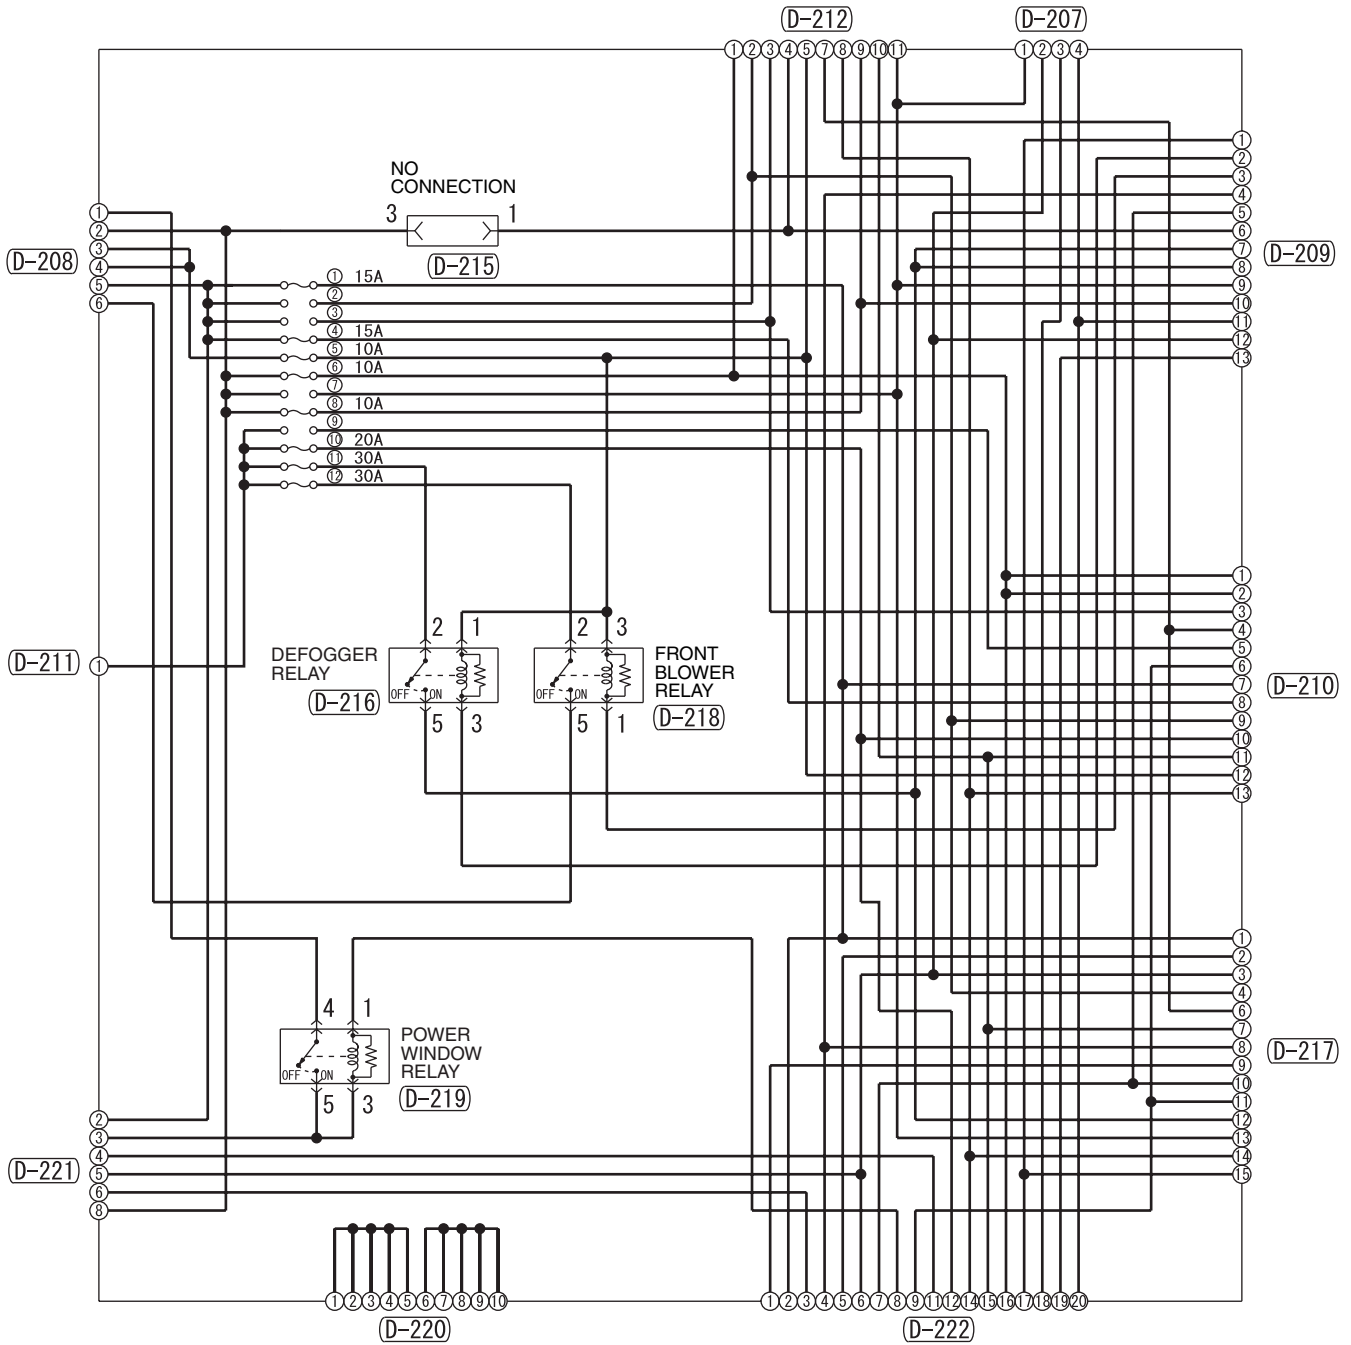 D-212
D-207
1 2 3 4 5 7 8 9 10 11
1 2 3 4
NO
CONNECTION
3 1
D-215
D-208
1
2
3
4
5
6
1 15A
2
3
4 15A
5 10A
6 10A
7
8 10A
9
10 20A
11 30A
12 30A
D-209
1
2
3
4
5
6
7
8
9
10
11
12
13
D-211
1
DEFOGGER
RELAY
D-216
2 1
OFF ON
5 3
2 3
OFF ON
5 1
FRONT
BLOWER
RELAY
D-218
D-210
1
2
3
4
5
6
7
8
9
10
11
12
13
4 1
OFF ON
5 3
POWER
WINDOW
RELAY
D-219
D-217
1
2
3
4
6
7
8
9
10
11
12
13
14
15
D-221
2
3
4
5
6
8
1 2 3 4 5 6 7 8 9 10
D-220
1 2 3 4 5 6 7 8 9 11 12 14 15 16 17 18 19 20
D-222